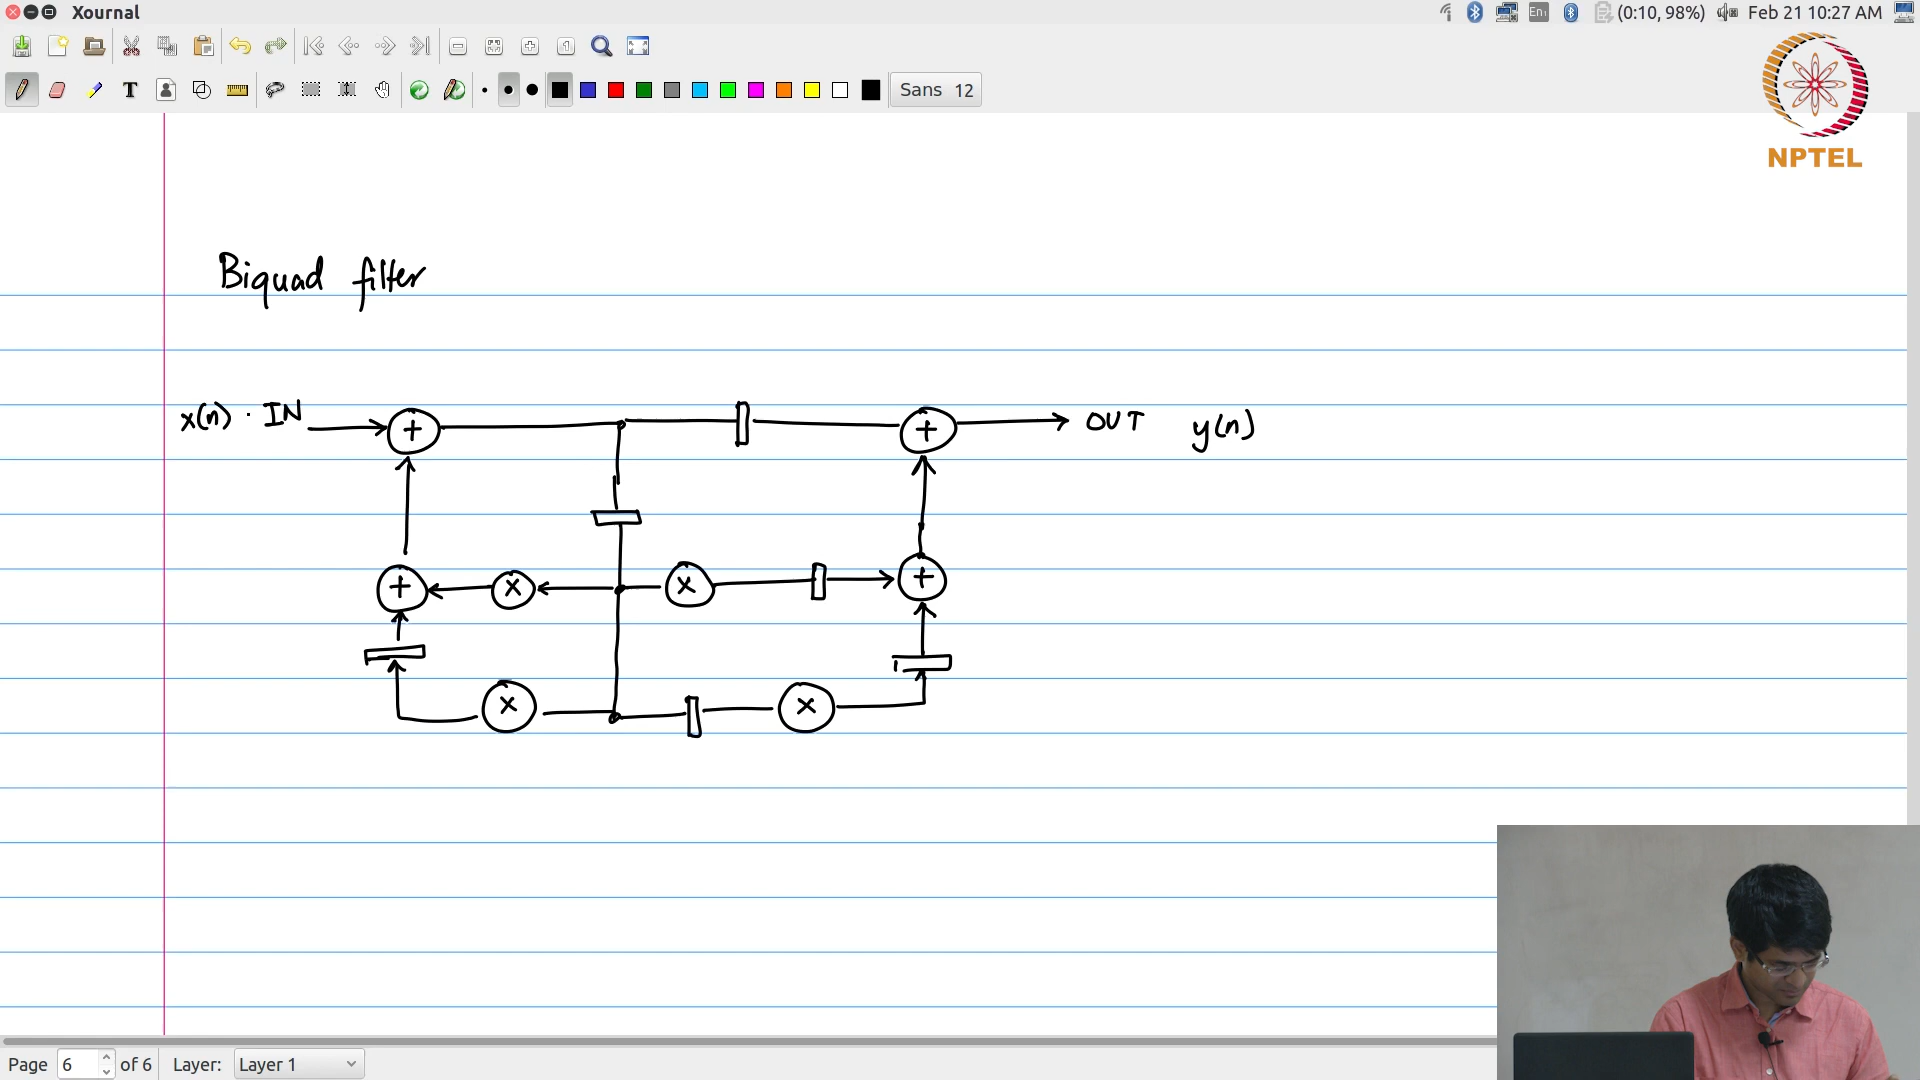 Xournal
En1 (0:10, 98%) Feb 21 10:27 AM
Sans 12
NPTEL
Biquad filter
x(n) · IN
OUT y(n)
Page 6 of 6 Layer: Layer 1